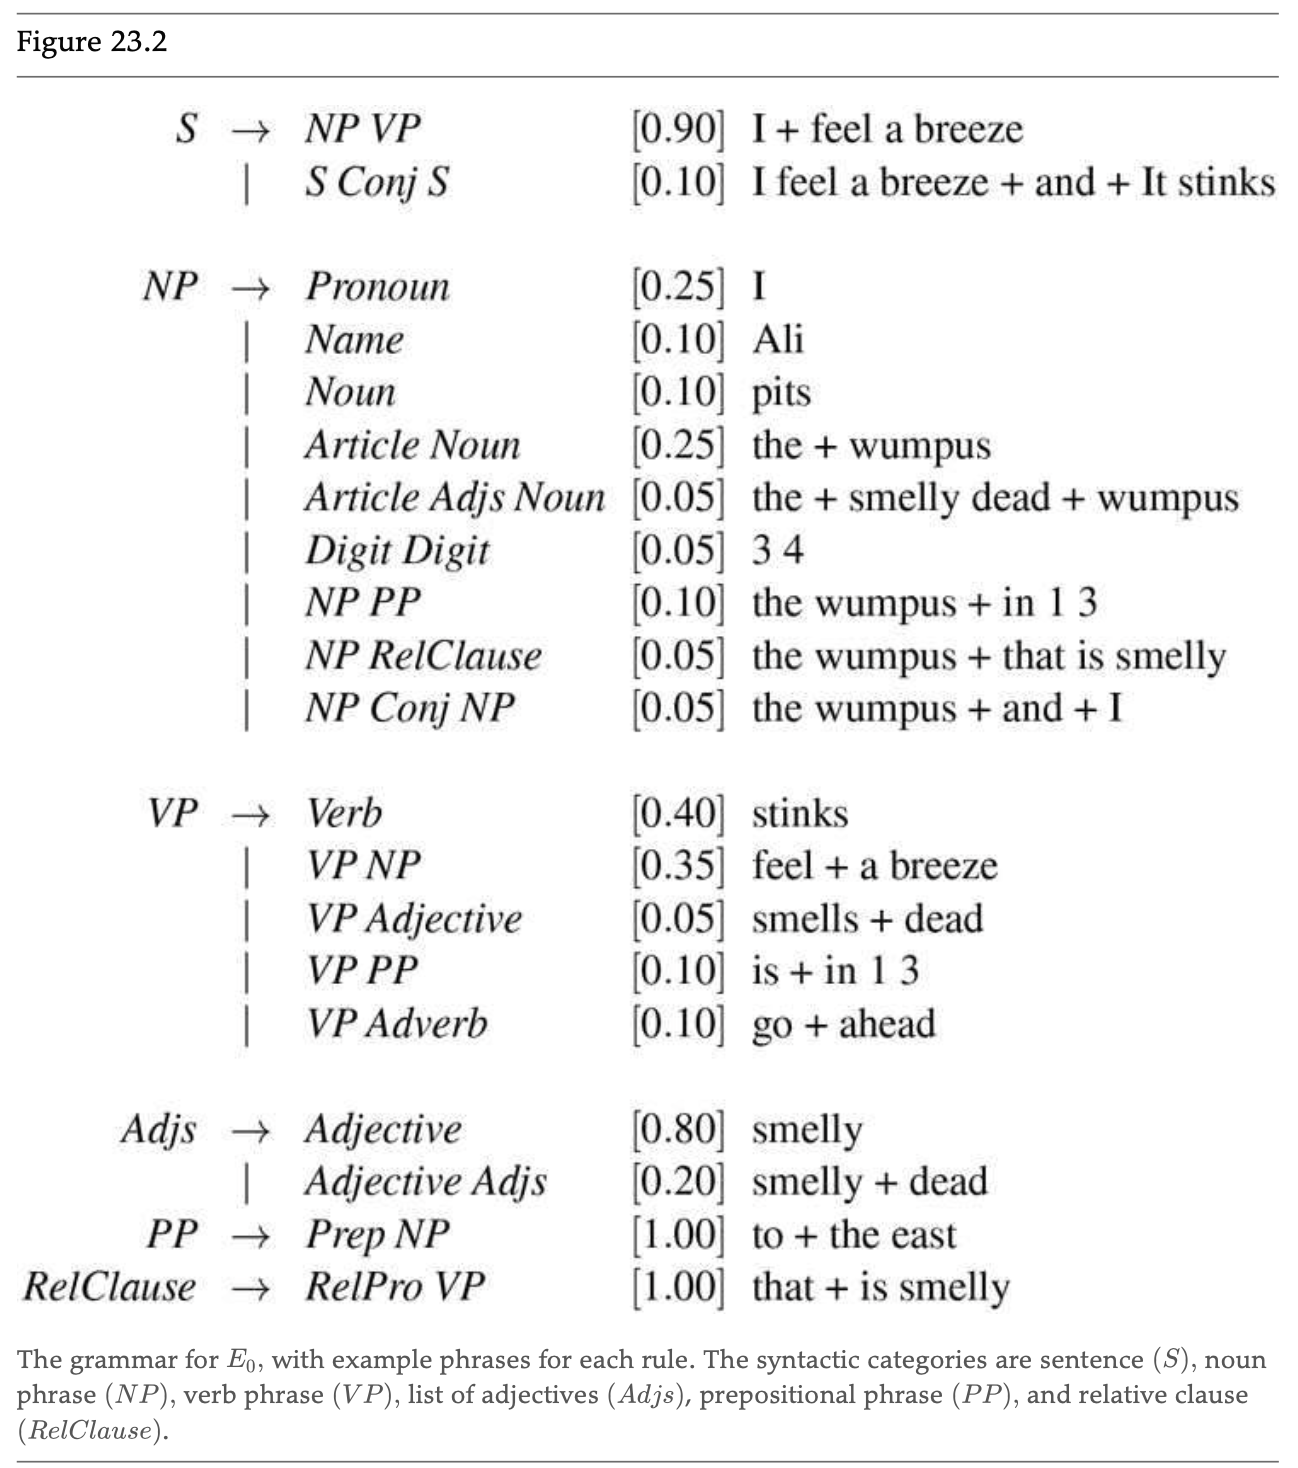 Figure 23.2
S → NP VP [0.90] I + feel a breeze
| S Conj S [0.10] I feel a breeze + and + It stinks
NP → Pronoun [0.25] I
| Name [0.10] Ali
| Noun [0.10] pits
| Article Noun [0.25] the + wumpus
| Article Adjs Noun [0.05] the + smelly dead + wumpus
| Digit Digit [0.05] 3 4
| NP PP [0.10] the wumpus + in 1 3
| NP RelClause [0.05] the wumpus + that is smelly
| NP Conj NP [0.05] the wumpus + and + I
VP → Verb [0.40] stinks
| VP NP [0.35] feel + a breeze
| VP Adjective [0.05] smells + dead
| VP PP [0.10] is + in 1 3
| VP Adverb [0.10] go + ahead
Adjs → Adjective [0.80] smelly
| Adjective Adjs [0.20] smelly + dead
PP → Prep NP [1.00] to + the east
RelClause → RelPro VP [1.00] that + is smelly
The grammar for E₀, with example phrases for each rule. The syntactic categories are sentence (S), noun
phrase (NP), verb phrase (VP), list of adjectives (Adjs), prepositional phrase (PP), and relative clause
(RelClause).